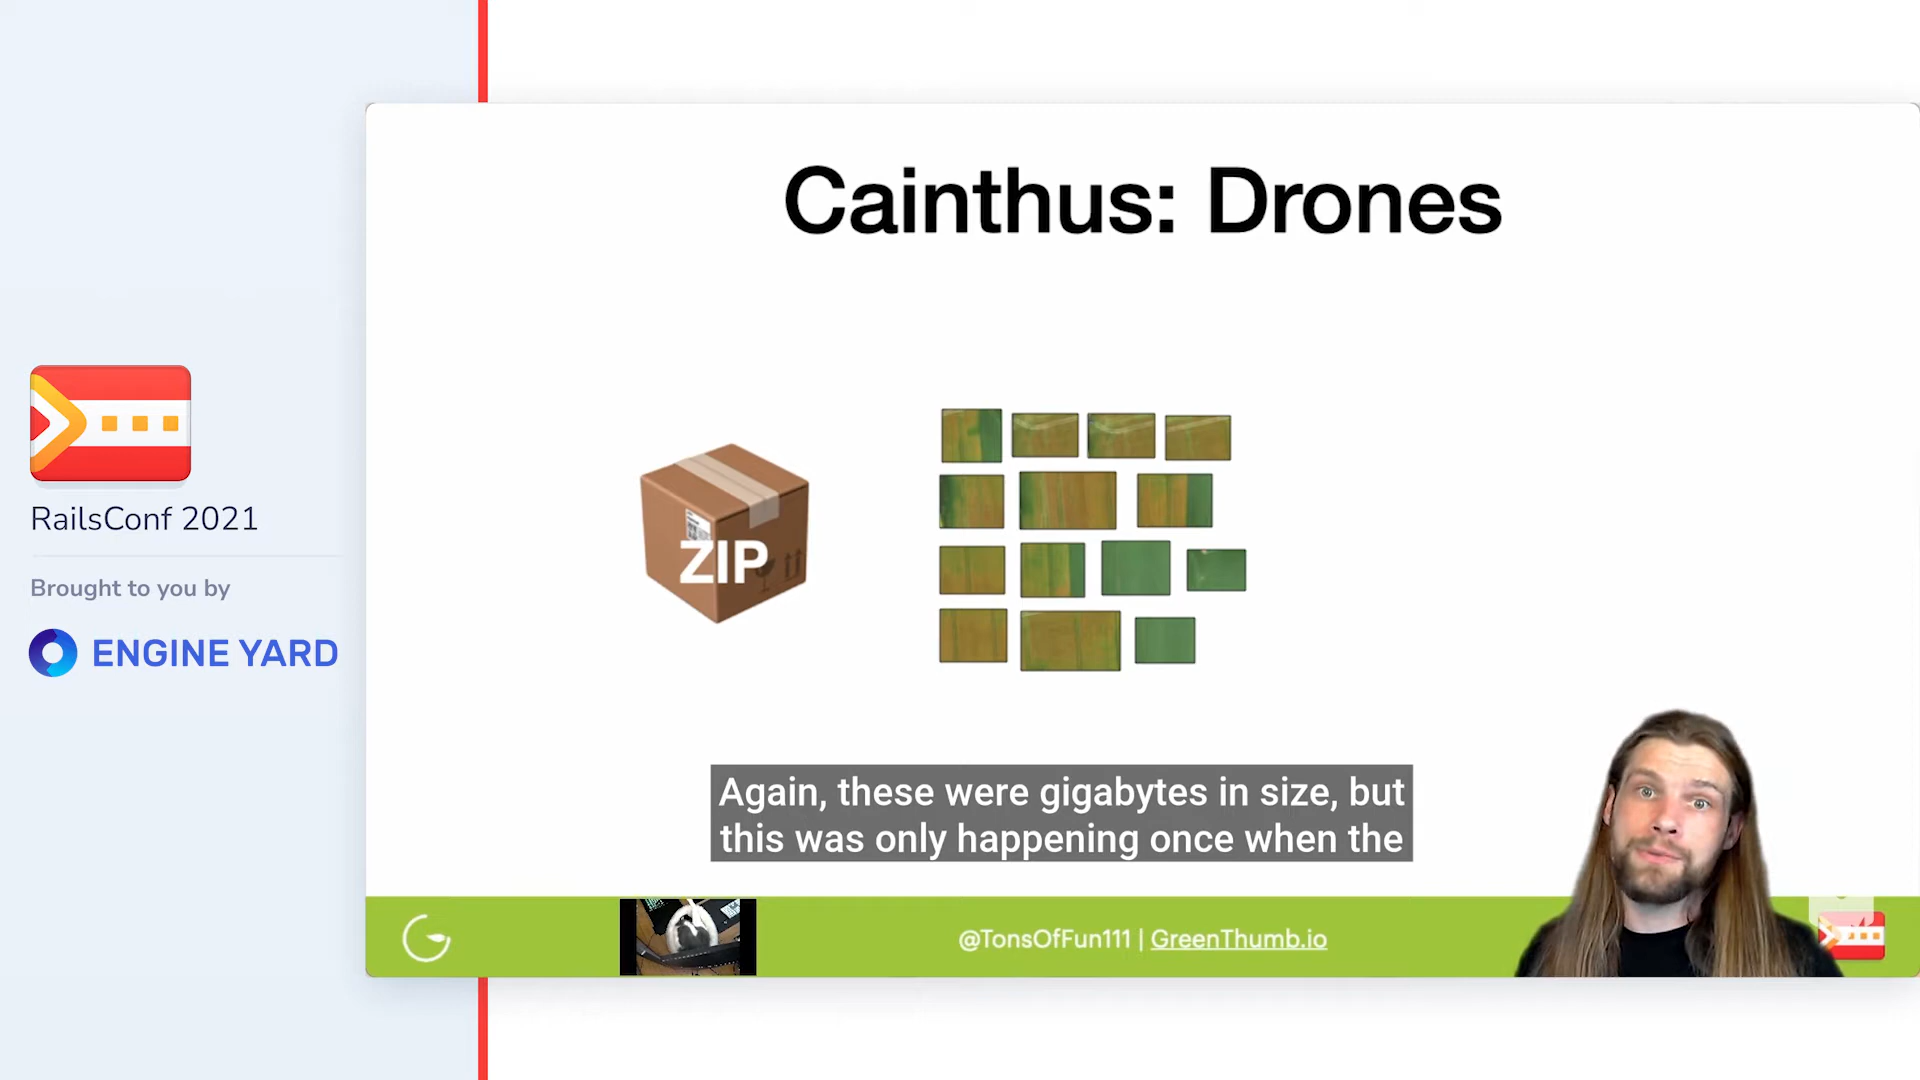 Cainthus: Drones
ZIP
RailsConf 2021
Brought to you by
ENGINE YARD
Again, these were gigabytes in size, but
this was only happening once when the
@TonsOfFun111 | GreenThumb.io